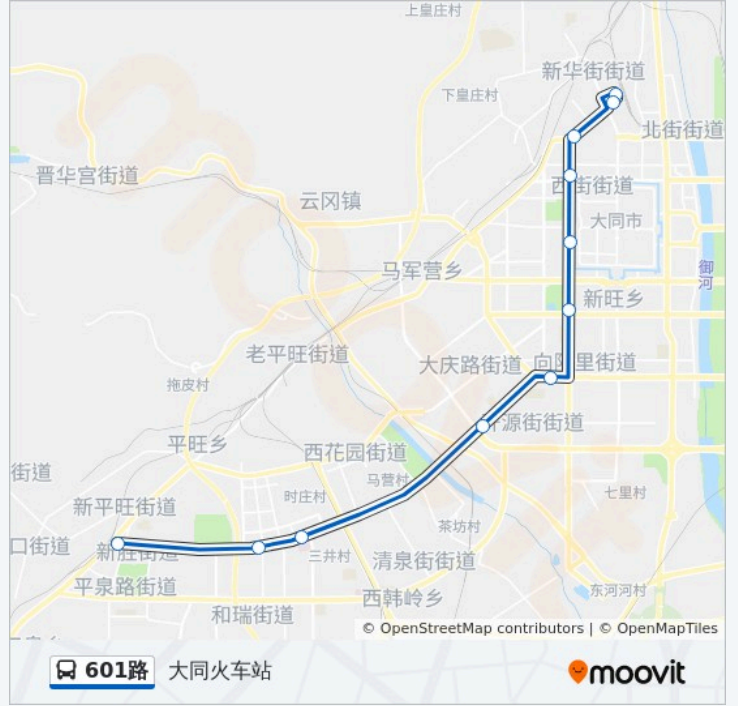 上皇庄村
新华街街道
下皇庄村
北街街道
晋华宫街道
西街街道
云冈镇
大同市
马军营乡
御河
新旺乡
老平旺街道
大庆路街道
向阳里街道
拖皮村
开源街街道
平旺乡
西花园街道
街道
马营村
时庄村
七里村
新平旺街道
茶坊村
口街道
新胜街道
三井村
清泉街街道
平泉路街道
东河河村
西韩岭乡
和瑞街道
© OpenStreetMap contributors | © OpenMapTiles
601路 大同火车站
moovit